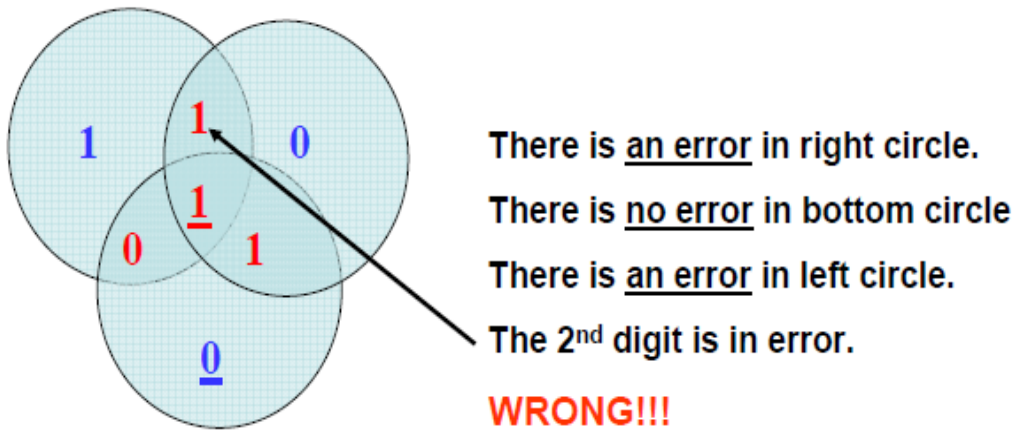 1
1
0
1
0
1
0
There is an error in right circle.
There is no error in bottom circle
There is an error in left circle.
The 2nd digit is in error.
WRONG!!!